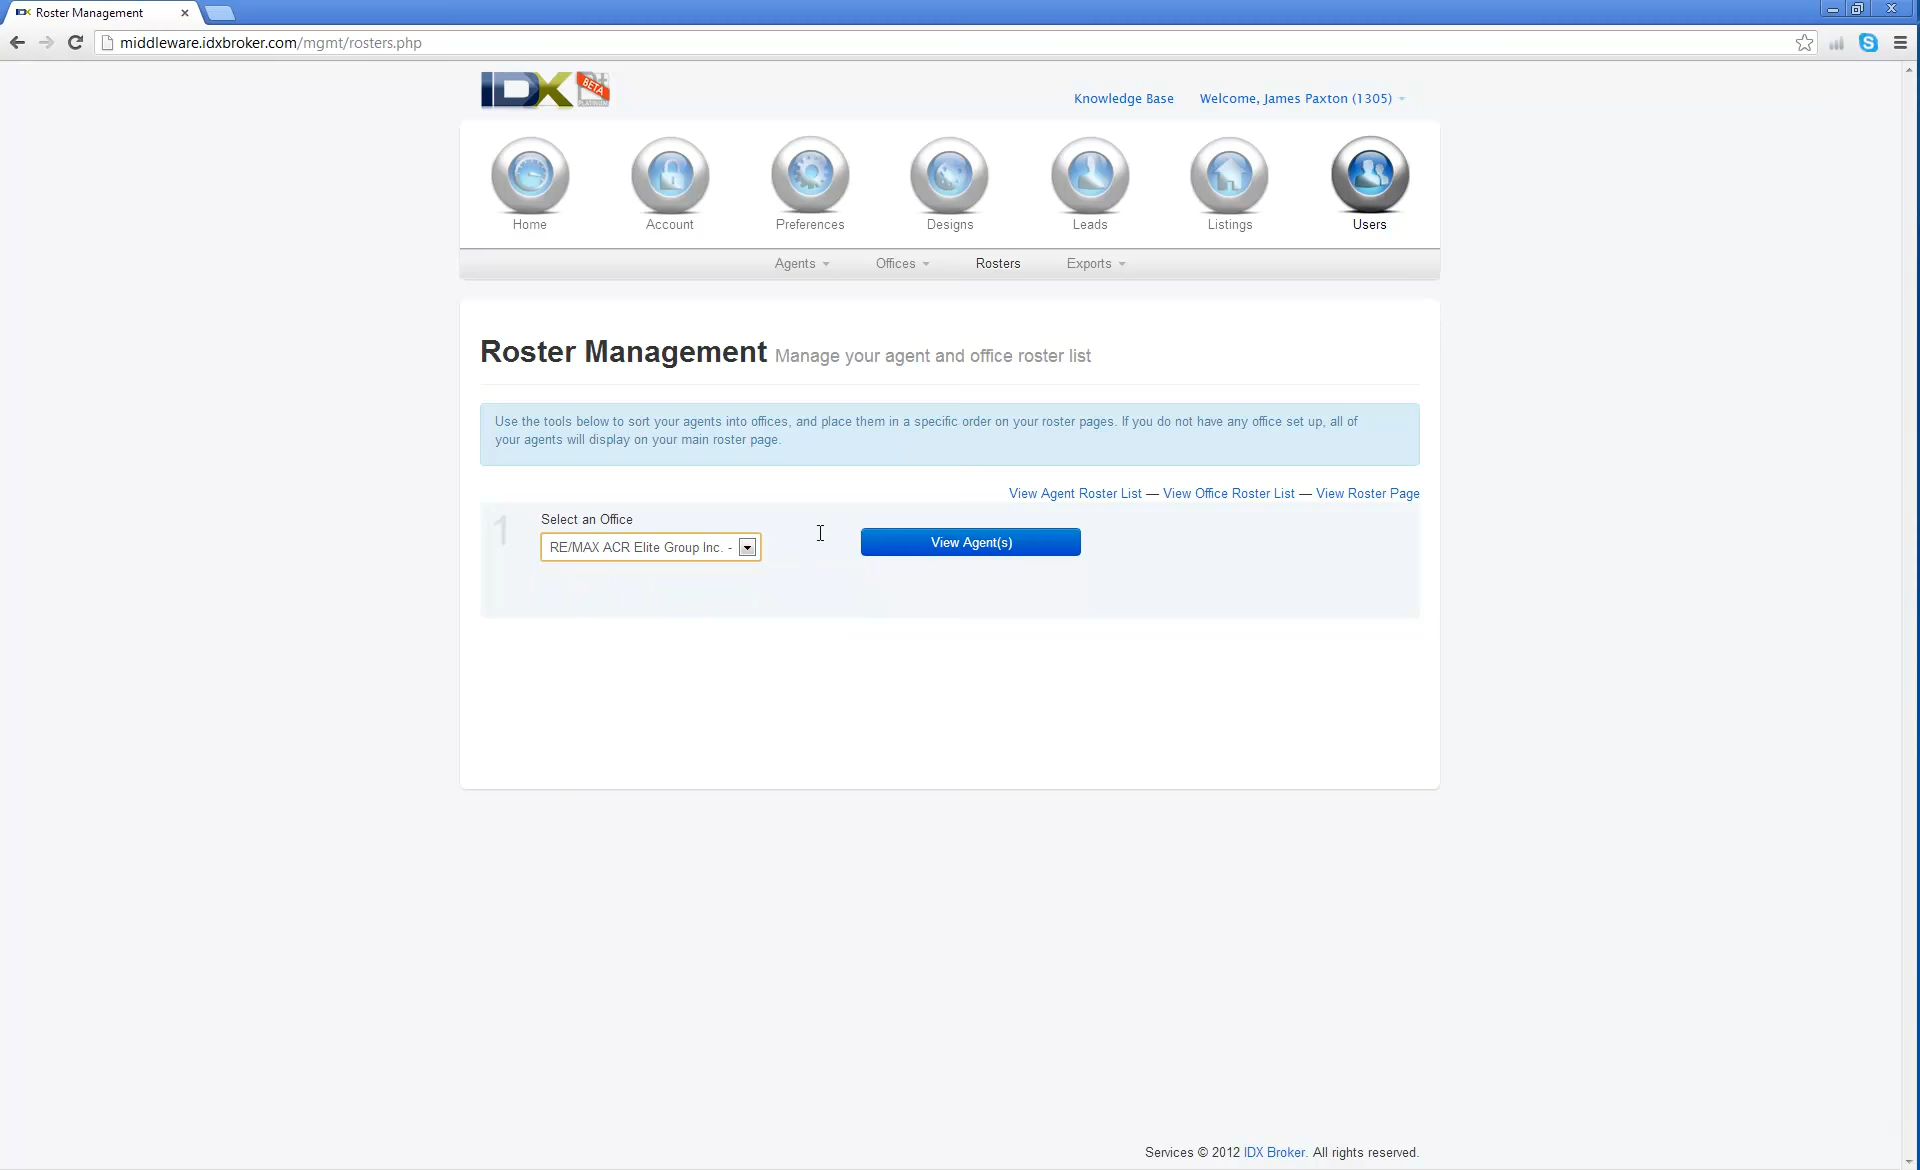 Roster Management
middleware.idxbroker.com/mgmt/rosters.php
IDX BETA PLATINUM
Knowledge Base Welcome, James Paxton (1305)
Home Account Preferences Designs Leads Listings Users
Agents Offices Rosters Exports
Roster Management Manage your agent and office roster list
Use the tools below to sort your agents into offices, and place them in a specific order on your roster pages. If you do not have any office set up, all of
your agents will display on your main roster page.
View Agent Roster List — View Office Roster List — View Roster Page
1 Select an Office
RE/MAX ACR Elite Group Inc. - View Agent(s)
Services © 2012 IDX Broker. All rights reserved.